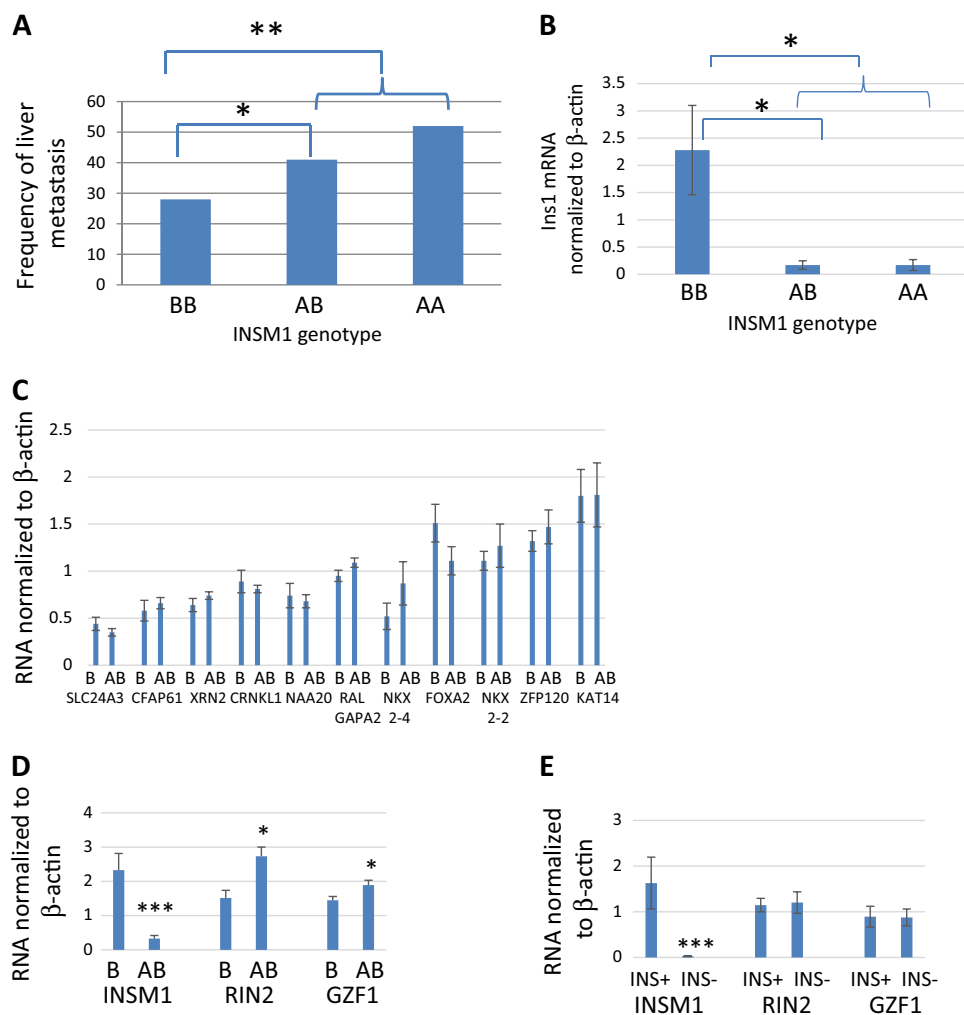 A
**
*
Frequency of liver
metastasis
60
50
40
30
20
10
0
BB AB AA
INSM1 genotype
B
*
*
Ins1 mRNA
normalized to β-actin
3.5
3
2.5
2
1.5
1
0.5
0
BB AB AA
INSM1 genotype
C
RNA normalized to β-actin
2.5
2
1.5
1
0.5
0
B AB B AB B AB B AB B AB B AB B AB B AB B AB B AB B AB
SLC24A3 CFAP61 XRN2 CRNKL1 NAA20 RAL NKX FOXA2 NKX ZFP120 KAT14
GAPA2 2-4 2-2
D
RNA normalized to
β-actin
4
3
2
1
0
*** * *
B AB B AB B AB
INSM1 RIN2 GZF1
E
RNA normalized
to β-actin
3
2
1
0
***
INS+ INS- INS+ INS- INS+ INS-
INSM1 RIN2 GZF1